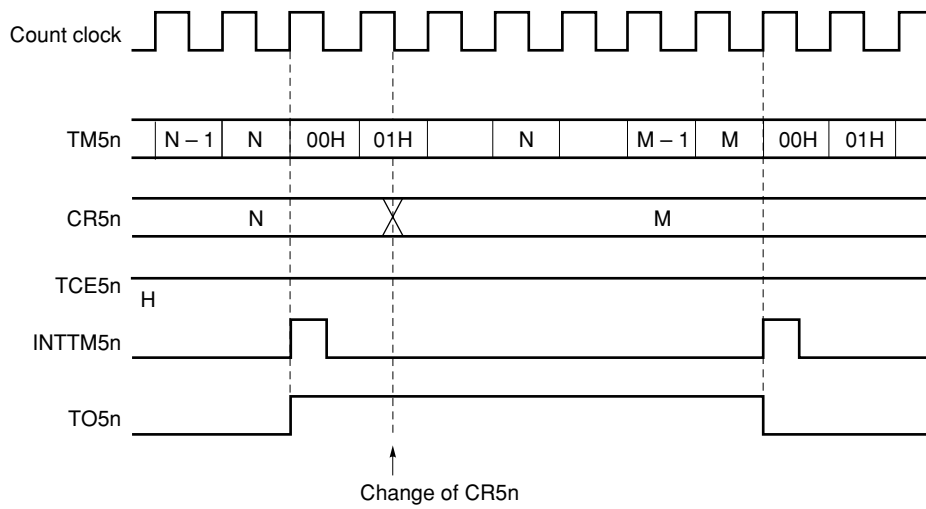 Count clock
TM5n N – 1 N 00H 01H N M – 1 M 00H 01H
CR5n N M
TCE5n
H
INTTM5n
TO5n
Change of CR5n